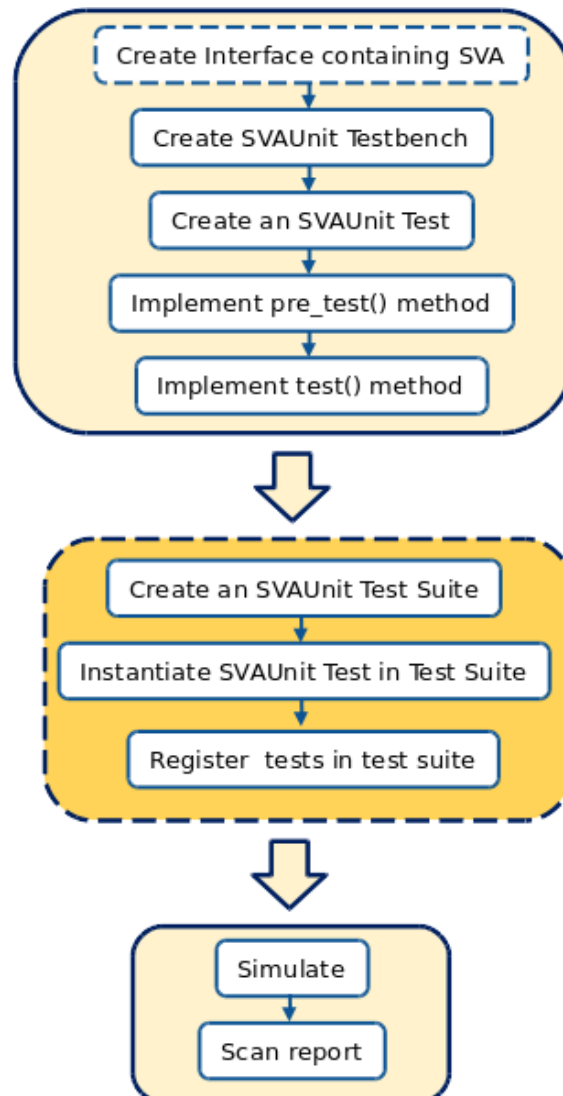 Create Interface containing SVA
Create SVAUnit Testbench
Create an SVAUnit Test
Implement pre_test() method
Implement test() method
Create an SVAUnit Test Suite
Instantiate SVAUnit Test in Test Suite
Register  tests in test suite
Simulate
Scan report